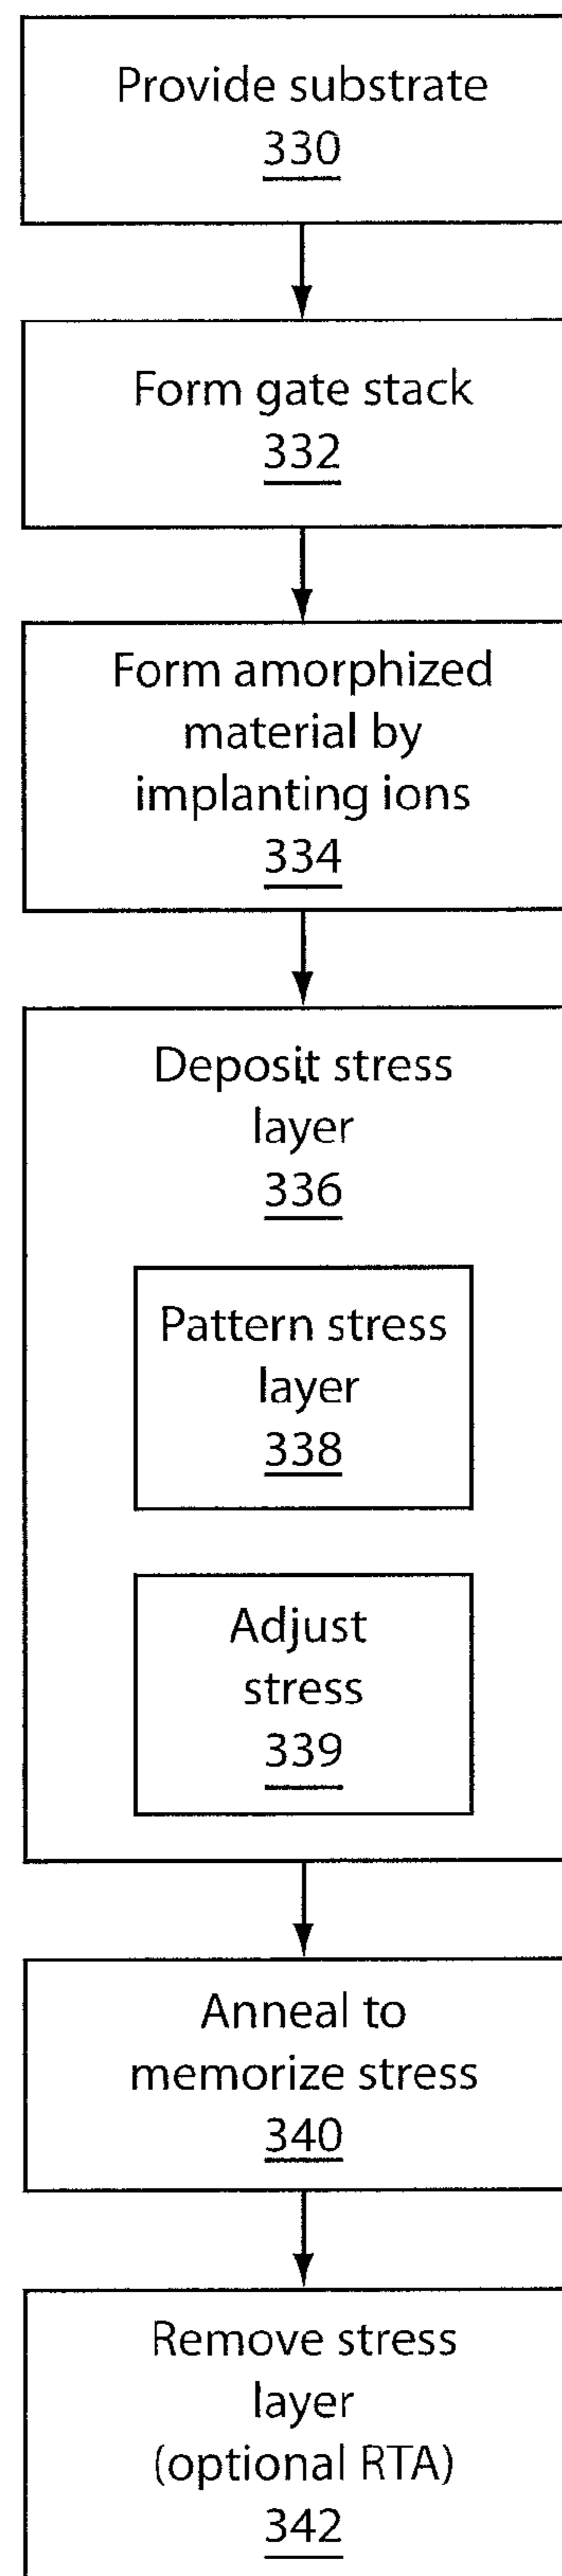 Provide substrate
330
Form gate stack
332
Form amorphized
material by
implanting ions
334
Deposit stress
layer
336
Pattern stress
layer
338
Adjust
stress
339
Anneal to
memorize stress
340
Remove stress
layer
(optional RTA)
342